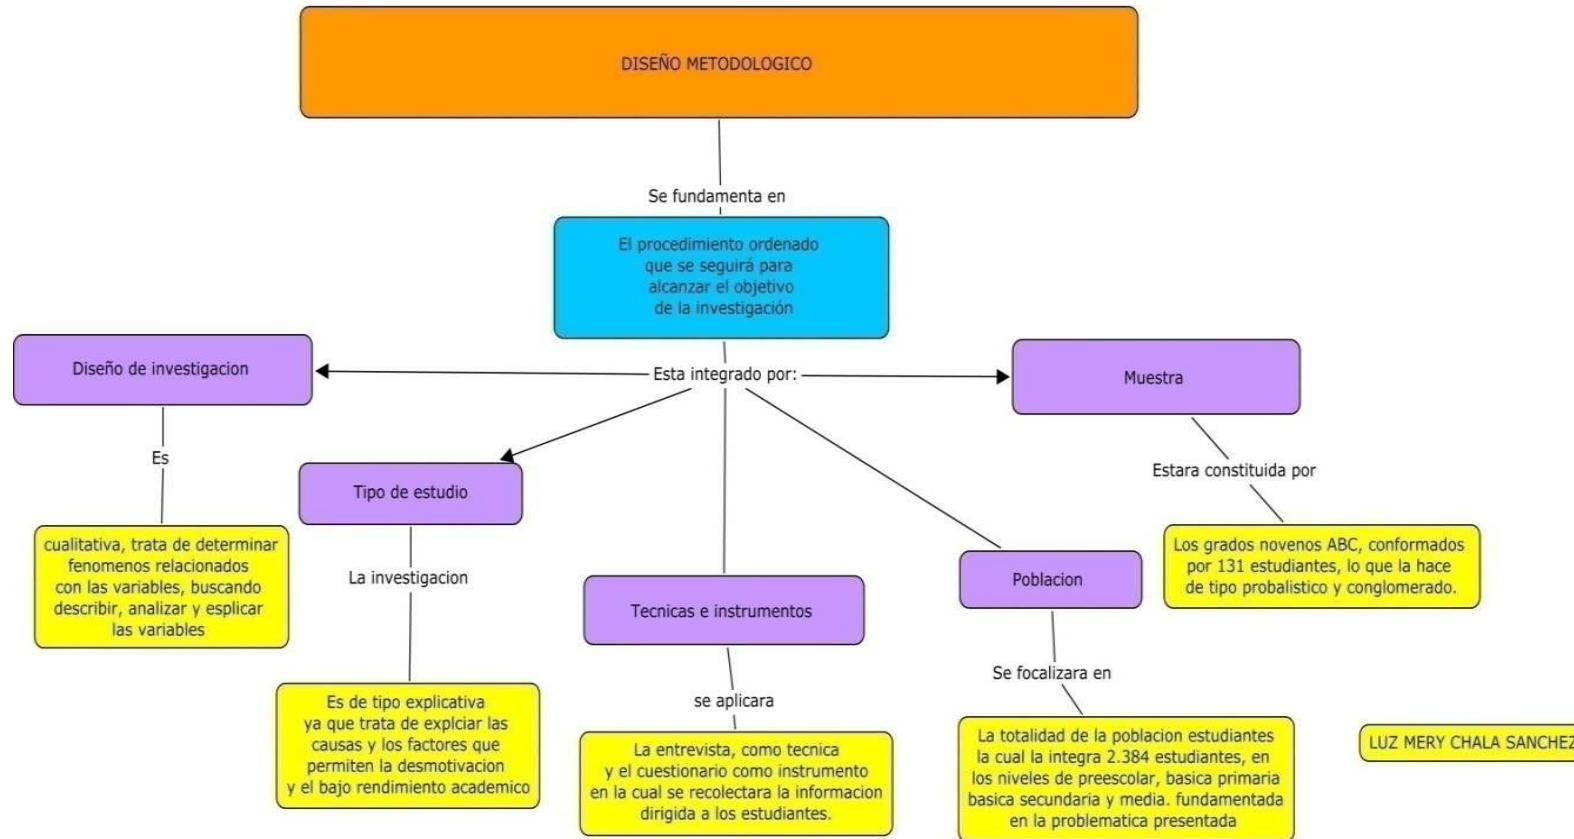 DISEÑO METODOLOGICO
Se fundamenta en
El procedimiento ordenado
que se seguirá para
alcanzar el objetivo
de la investigación
Esta integrado por:
Diseño de investigacion
Es
cualitativa, trata de determinar
fenomenos relacionados
con las variables, buscando
describir, analizar y esplicar
las variables
Tipo de estudio
La investigacion
Es de tipo explicativa
ya que trata de explciar las
causas y los factores que
permiten la desmotivacion
y el bajo rendimiento academico
Tecnicas e instrumentos
se aplicara
La entrevista, como tecnica
y el cuestionario como instrumento
en la cual se recolectara la informacion
dirigida a los estudiantes.
Poblacion
Se focalizara en
La totalidad de la poblacion estudiantes
la cual la integra 2.384 estudiantes, en
los niveles de preescolar, basica primaria
basica secundaria y media. fundamentada
en la problematica presentada
Muestra
Estara constituida por
Los grados novenos ABC, conformados
por 131 estudiantes, lo que la hace
de tipo probalistico y conglomerado.
LUZ MERY CHALA SANCHEZ